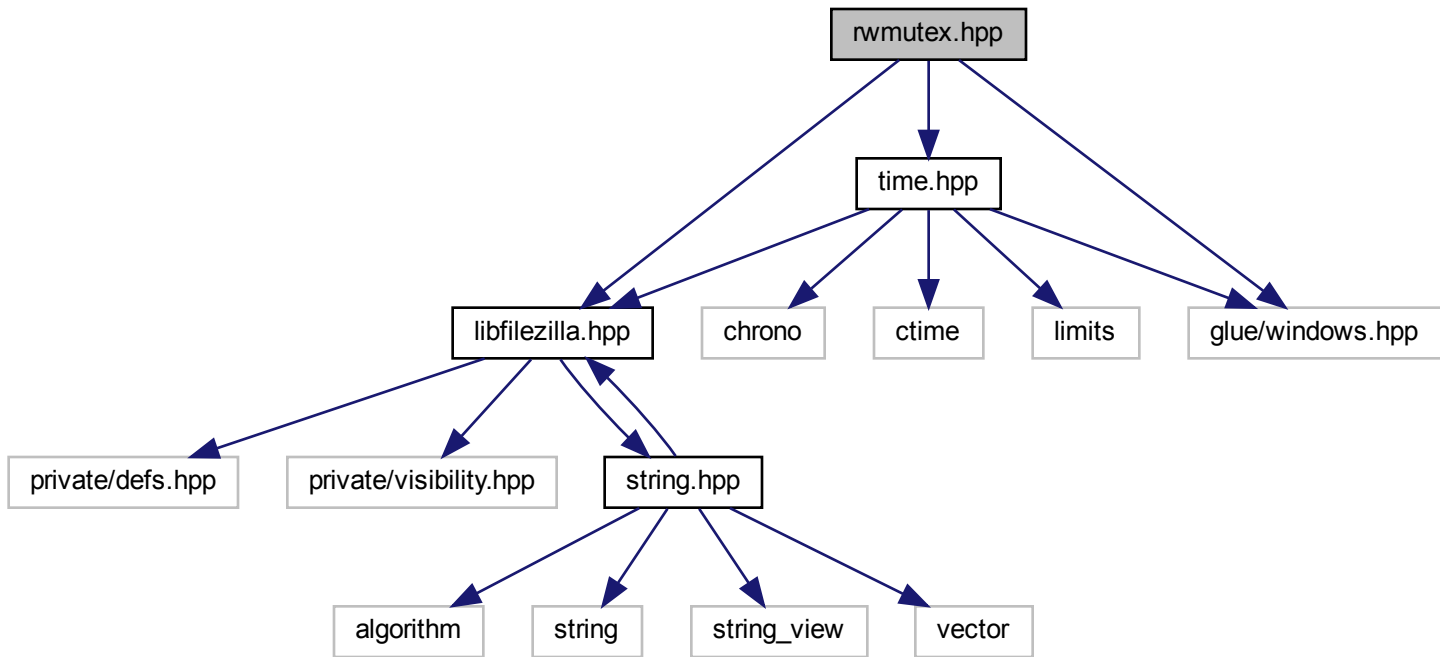 rwmutex.hpp
time.hpp
libfilezilla.hpp
chrono
ctime
limits
glue/windows.hpp
private/defs.hpp
private/visibility.hpp
string.hpp
algorithm
string
string_view
vector